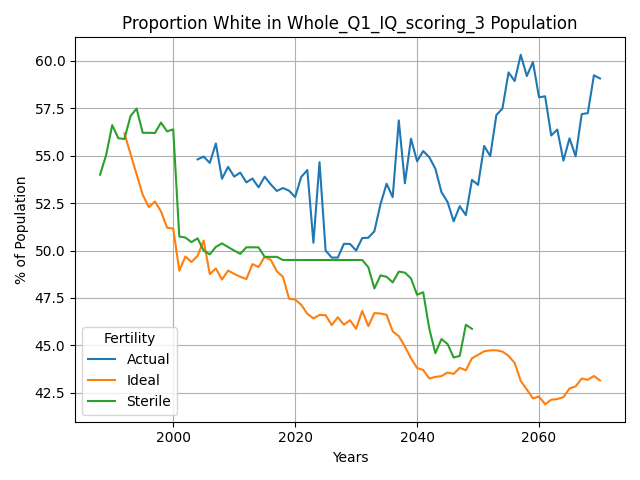 Proportion White in Whole_Q1_IQ_scoring_3 Population
% of Population
60.0
57.5
55.0
52.5
50.0
47.5
45.0
42.5
Fertility
Actual
Ideal
Sterile
2000
2020
2040
2060
Years